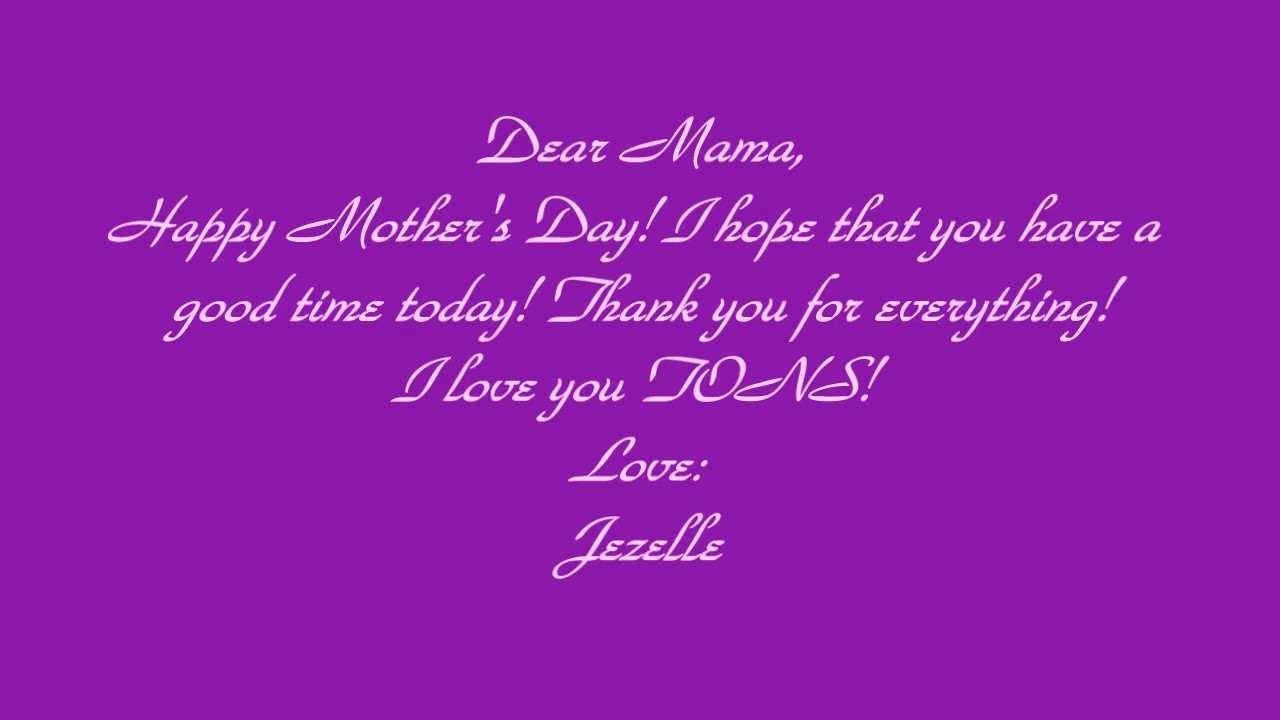 Dear Mama,
Happy Mother's Day! I hope that you have a
good time today! Thank you for everything!
I love you TONS!
Love:
Jezelle